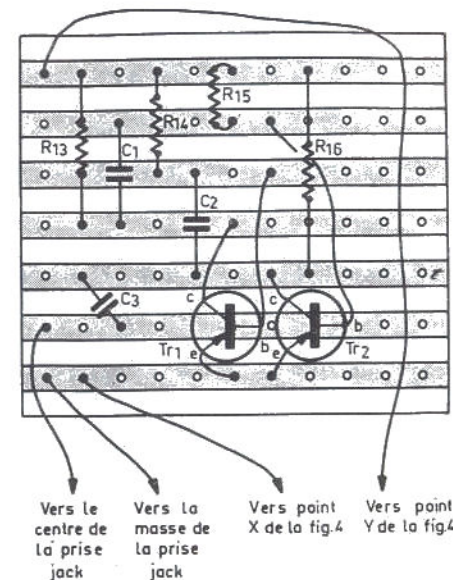 R15
R14
R13
C1
R16
C2
C3
c
c
Tr1
e
b
e
b
Tr2
Vers le
centre de
la prise
jack
Vers la
masse de
la prise
jack
Vers point
X de la fig.4
Vers point
Y de la fig.4